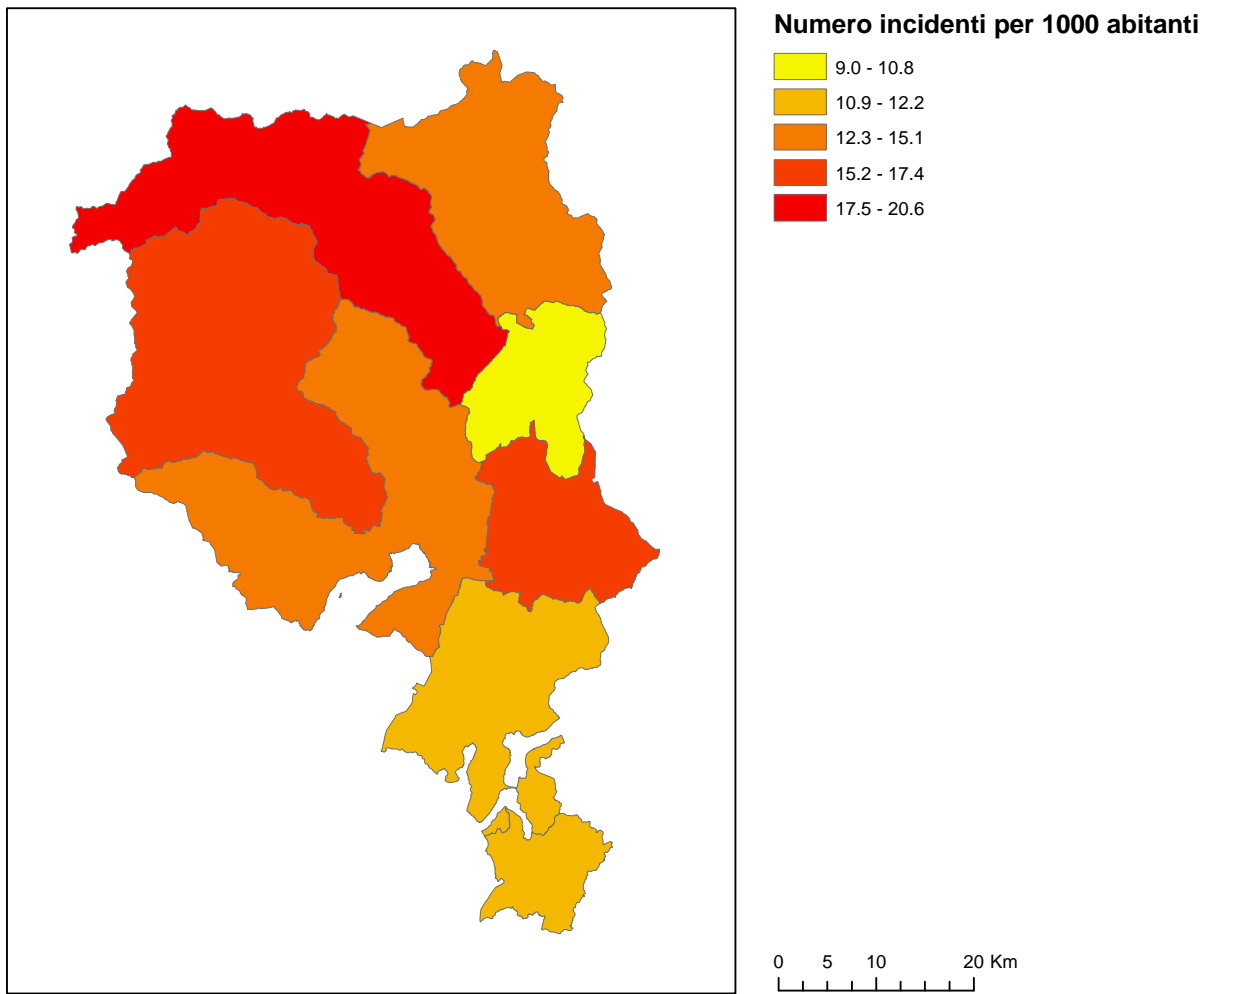 Numero incidenti per 1000 abitanti
9.0 - 10.8
10.9 - 12.2
12.3 - 15.1
15.2 - 17.4
17.5 - 20.6
0 5 10 20 Km